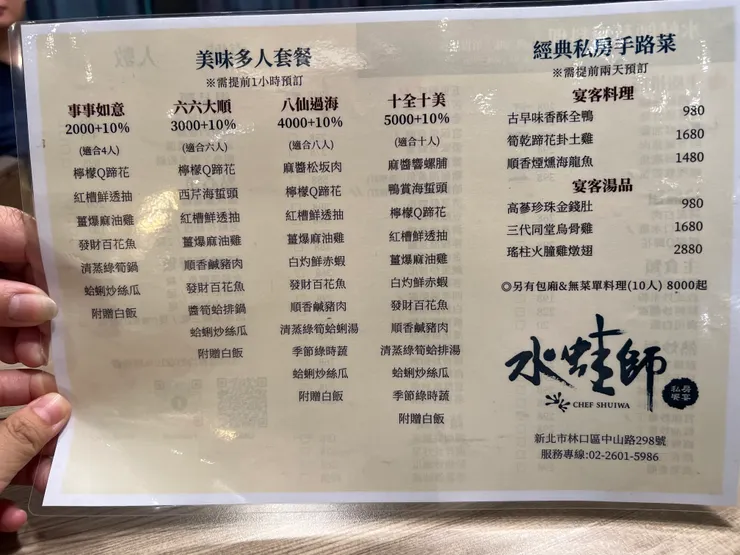 美味多人套餐
※需提前1小時預訂
事事如意
2000+10%
(適合4人)
檸檬Q蹄花
紅槽鮮透抽
薑爆麻油雞
發財百花魚
清蒸綠筍鍋
蛤蜊炒絲瓜
附贈白飯
六六大順
3000+10%
(適合六人)
檸檬Q蹄花
西芹海蜇頭
紅槽鮮透抽
薑爆麻油雞
順香鹹豬肉
發財百花魚
醬筍蛤排鍋
蛤蜊炒絲瓜
附贈白飯
八仙過海
4000+10%
(適合八人)
麻醬松坂肉
檸檬Q蹄花
紅槽鮮透抽
薑爆麻油雞
白灼鮮赤蝦
順香鹹豬肉
發財百花魚
清蒸綠筍蛤蜊湯
季節綠時蔬
蛤蜊炒絲瓜
附贈白飯
十全十美
5000+10%
(適合十人)
麻醬響螺脯
鴨賞海蜇頭
檸檬Q蹄花
紅槽鮮透抽
薑爆麻油雞
白灼鮮赤蝦
發財百花魚
順香鹹豬肉
清蒸綠筍蛤排湯
蛤蜊炒絲瓜
季節綠時蔬
附贈白飯
經典私房手路菜
※需提前兩天預訂
宴客料理
古早味香酥全鴨 980
筍乾蹄花卦土雞 1680
順香煙燻海龍魚 1480
宴客湯品
高蔘珍珠金錢肚 980
三代同堂烏骨雞 1680
瑤柱火朣雞燉翅 2880
◎另有包廂&無菜單料理(10人) 8000起
水蛙師
私房
饗宴
CHEF SHUIWA
新北市林口區中山路298號
服務專線:02-2601-5986